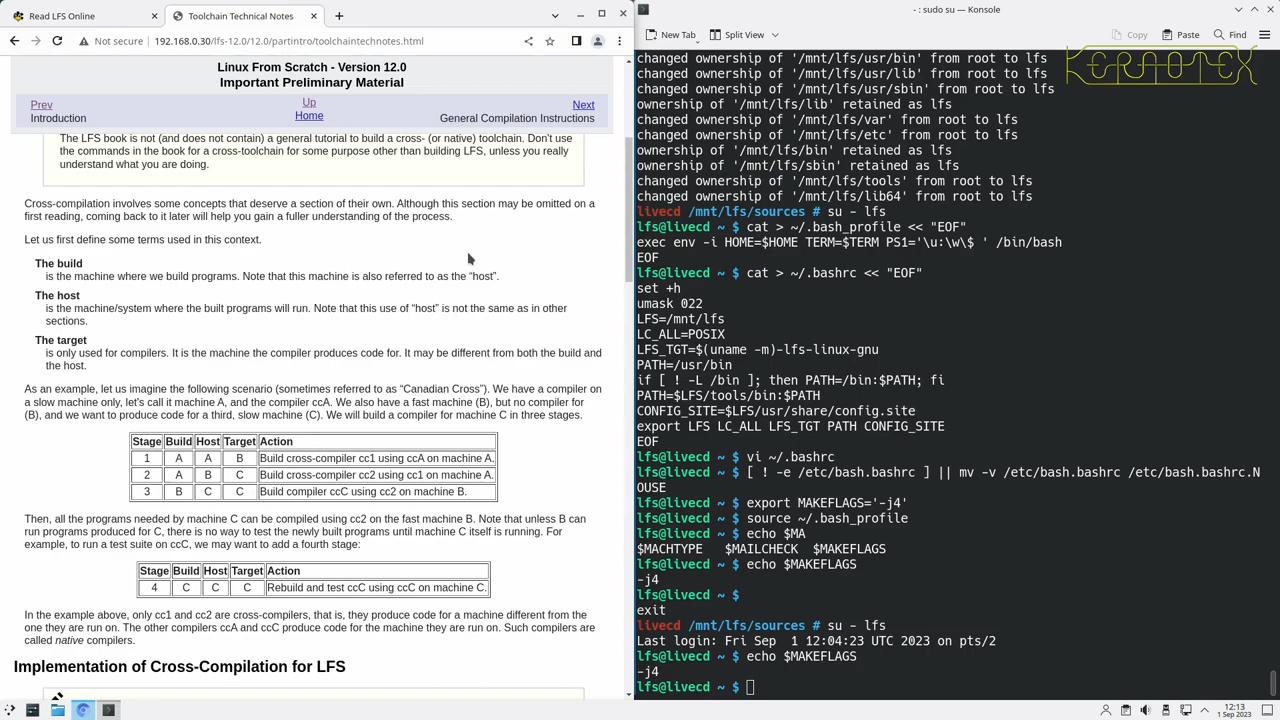 Read LFS Online
Toolchain Technical Notes
Not secure
192.168.0.30/lfs-12.0/12.0/partintro/toolchaintechnotes.html
Linux From Scratch - Version 12.0
Important Preliminary Material
Prev
Up
Next
Introduction
Home
General Compilation Instructions
The LFS book is not (and does not contain) a general tutorial to build a cross- (or native) toolchain. Don't use
the commands in the book for a cross-toolchain for some purpose other than building LFS, unless you really
understand what you are doing.
Cross-compilation involves some concepts that deserve a section of their own. Although this section may be omitted on a
first reading, coming back to it later will help you gain a fuller understanding of the process.
Let us first define some terms used in this context.
The build
is the machine where we build programs. Note that this machine is also referred to as the “host”.
The host
is the machine/system where the built programs will run. Note that this use of “host” is not the same as in other
sections.
The target
is only used for compilers. It is the machine the compiler produces code for. It may be different from both the build and
the host.
As an example, let us imagine the following scenario (sometimes referred to as “Canadian Cross”). We have a compiler on
a slow machine only, let's call it machine A, and the compiler ccA. We also have a fast machine (B), but no compiler for
(B), and we want to produce code for a third, slow machine (C). We will build a compiler for machine C in three stages.
Stage Build Host Target Action
1 A A B Build cross-compiler cc1 using ccA on machine A.
2 A B C Build cross-compiler cc2 using cc1 on machine A.
3 B C C Build compiler ccC using cc2 on machine B.
Then, all the programs needed by machine C can be compiled using cc2 on the fast machine B. Note that unless B can
run programs produced for C, there is no way to test the newly built programs until machine C itself is running. For
example, to run a test suite on ccC, we may want to add a fourth stage:
Stage Build Host Target Action
4 C C C Rebuild and test ccC using ccC on machine C.
In the example above, only cc1 and cc2 are cross-compilers, that is, they produce code for a machine different from the
one they are run on. The other compilers ccA and ccC produce code for the machine they are run on. Such compilers are
called native compilers.
Implementation of Cross-Compilation for LFS
- : sudo su — Konsole
New Tab
Split View
Copy
Paste
Find
KERNOTEX
changed ownership of '/mnt/lfs/usr/bin' from root to lfs
changed ownership of '/mnt/lfs/usr/lib' from root to lfs
changed ownership of '/mnt/lfs/usr/sbin' from root to lfs
ownership of '/mnt/lfs/lib' retained as lfs
changed ownership of '/mnt/lfs/var' from root to lfs
changed ownership of '/mnt/lfs/etc' from root to lfs
ownership of '/mnt/lfs/bin' retained as lfs
ownership of '/mnt/lfs/sbin' retained as lfs
changed ownership of '/mnt/lfs/tools' from root to lfs
changed ownership of '/mnt/lfs/lib64' from root to lfs
livecd /mnt/lfs/sources # su - lfs
lfs@livecd ~ $ cat > ~/.bash_profile << "EOF"
exec env -i HOME=$HOME TERM=$TERM PS1='\u:\w\$ ' /bin/bash
EOF
lfs@livecd ~ $ cat > ~/.bashrc << "EOF"
set +h
umask 022
LFS=/mnt/lfs
LC_ALL=POSIX
LFS_TGT=$(uname -m)-lfs-linux-gnu
PATH=/usr/bin
if [ ! -L /bin ]; then PATH=/bin:$PATH; fi
PATH=$LFS/tools/bin:$PATH
CONFIG_SITE=$LFS/usr/share/config.site
export LFS LC_ALL LFS_TGT PATH CONFIG_SITE
EOF
lfs@livecd ~ $ vi ~/.bashrc
lfs@livecd ~ $ [ ! -e /etc/bash.bashrc ] || mv -v /etc/bash.bashrc /etc/bash.bashrc.N
OUSE
lfs@livecd ~ $ export MAKEFLAGS='-j4'
lfs@livecd ~ $ source ~/.bash_profile
lfs@livecd ~ $ echo $MA
$MACHTYPE $MAILCHECK $MAKEFLAGS
lfs@livecd ~ $ echo $MAKEFLAGS
-j4
lfs@livecd ~ $
exit
livecd /mnt/lfs/sources # su - lfs
Last login: Fri Sep 1 12:04:23 UTC 2023 on pts/2
lfs@livecd ~ $ echo $MAKEFLAGS
-j4
lfs@livecd ~ $
12:13
1 Sep 2023